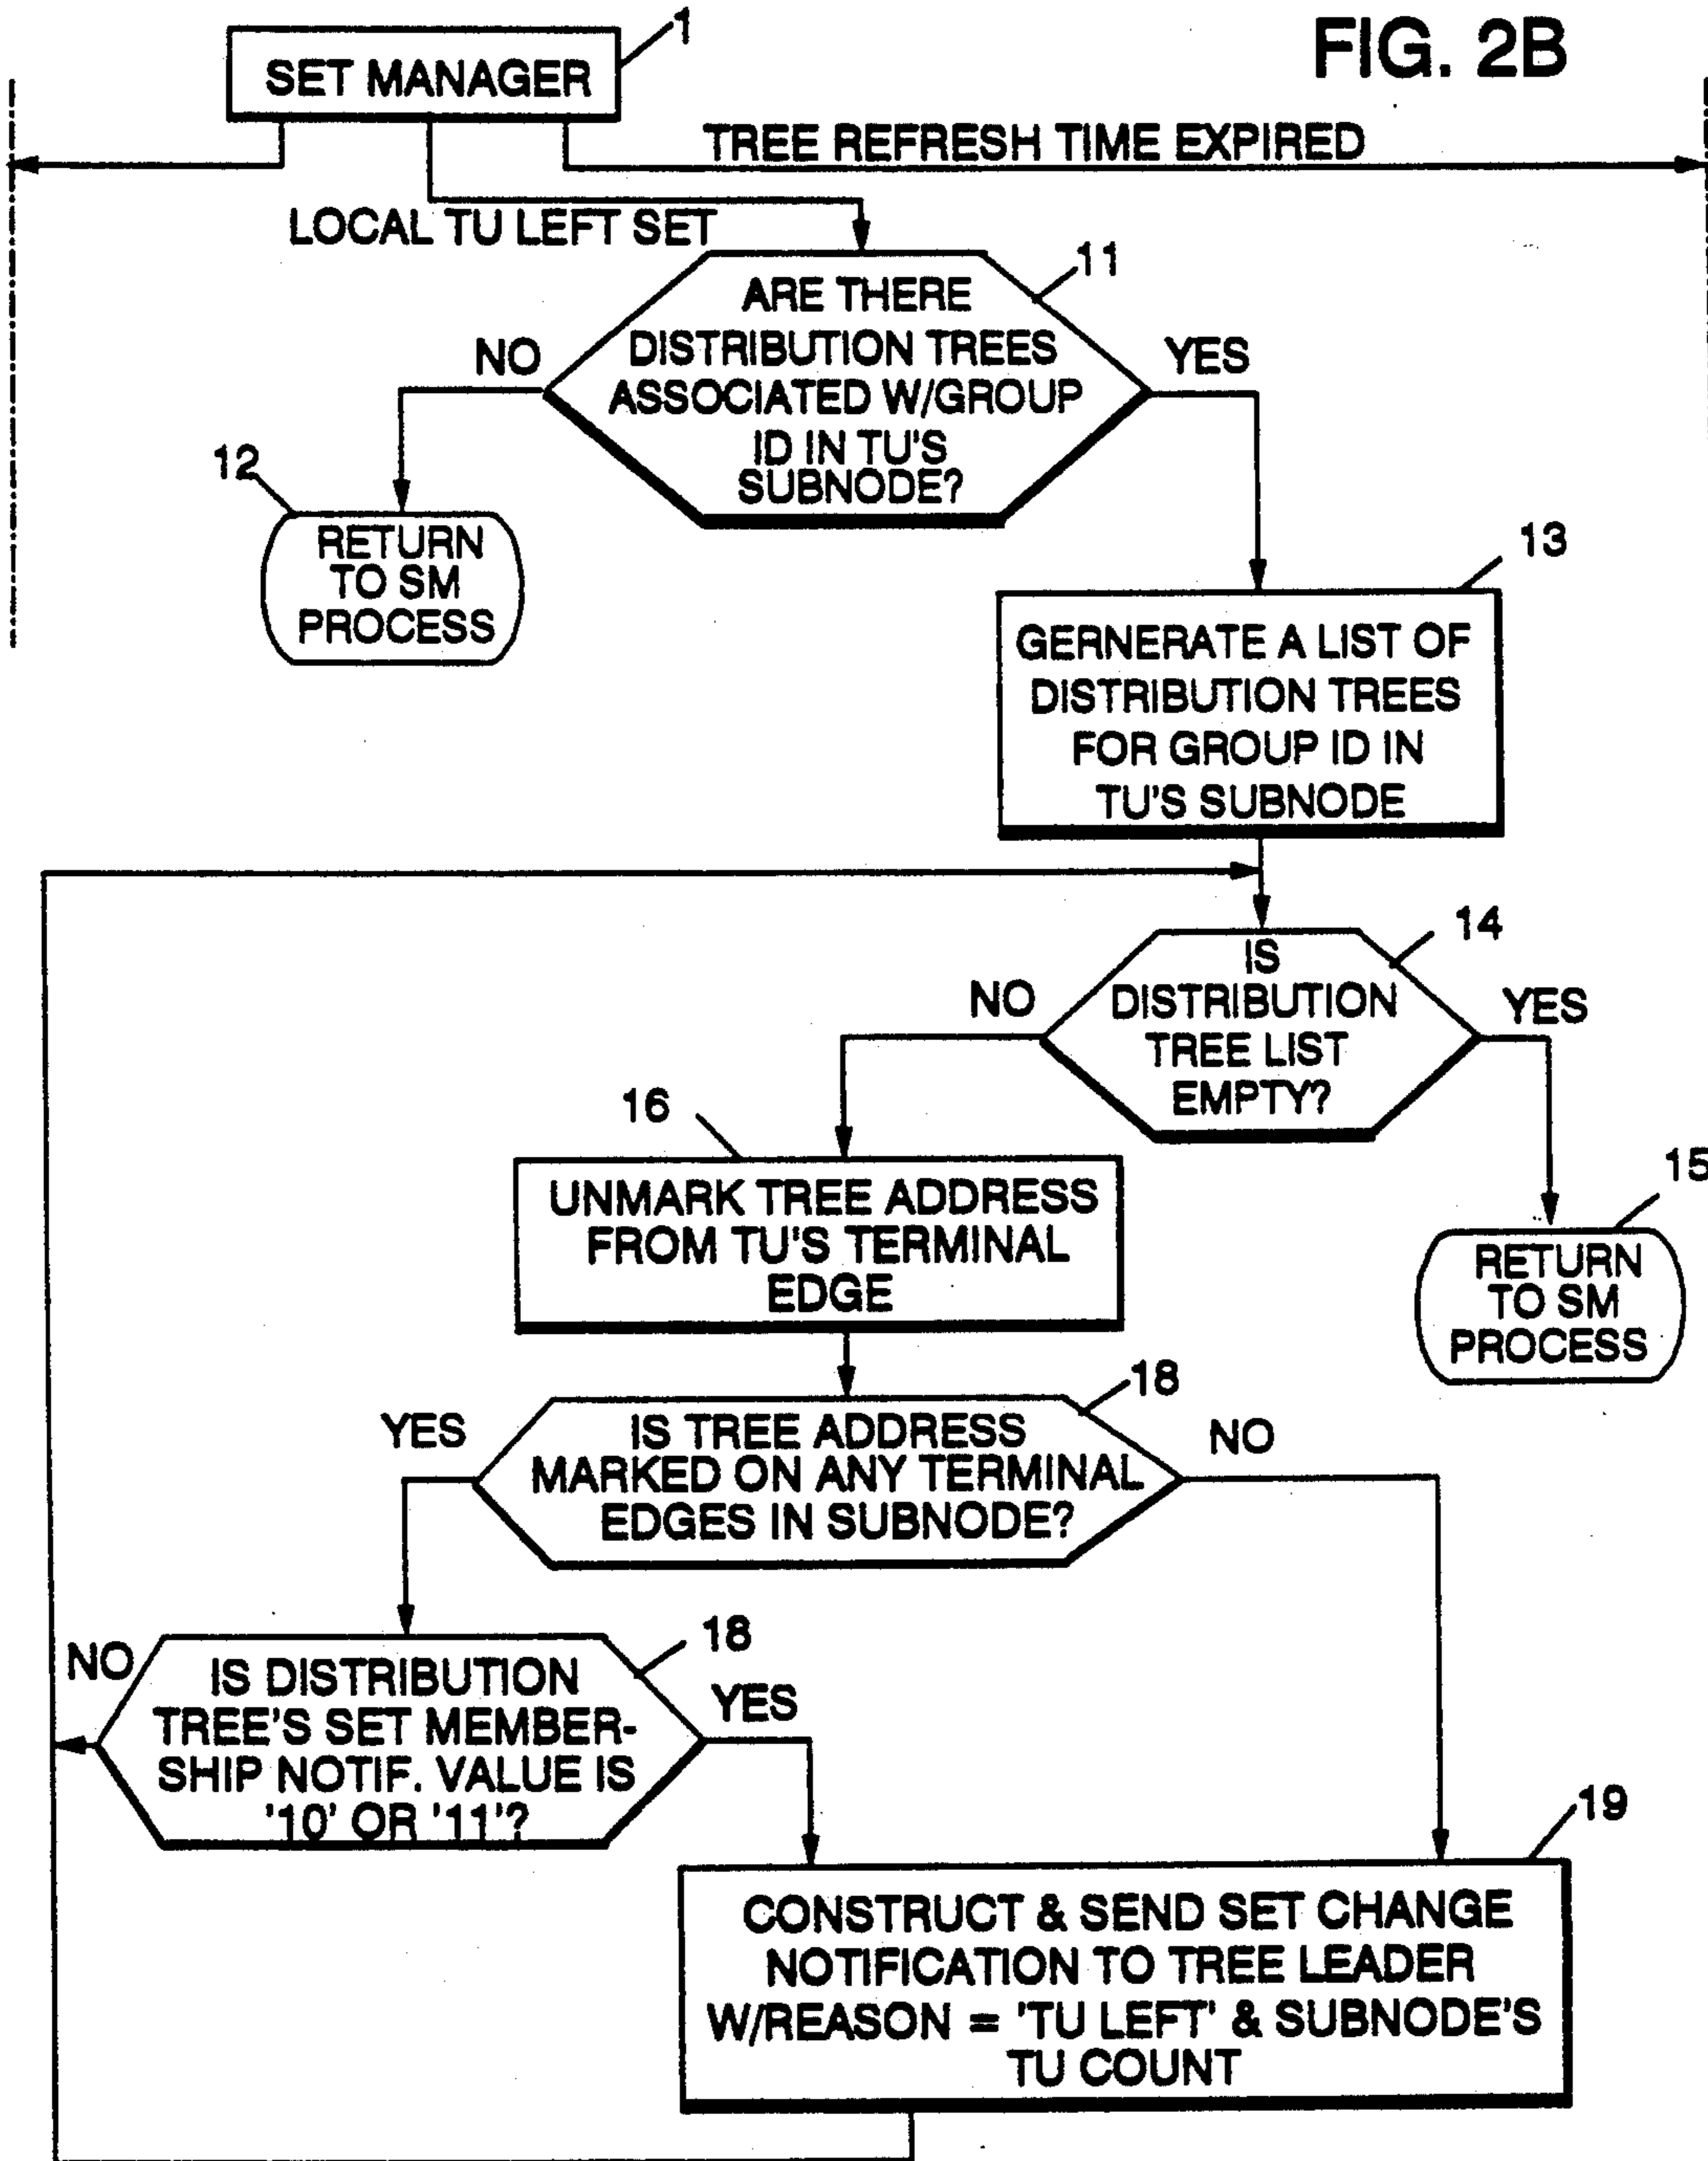 FIG. 2B
1
SET MANAGER
TREE REFRESH TIME EXPIRED
LOCAL TU LEFT SET
11
ARE THERE
DISTRIBUTION TREES
ASSOCIATED W/GROUP
ID IN TU'S
SUBNODE?
NO
YES
12
RETURN
TO SM
PROCESS
13
GERNERATE A LIST OF
DISTRIBUTION TREES
FOR GROUP ID IN
TU'S SUBNODE
14
IS
DISTRIBUTION
TREE LIST
EMPTY?
NO
YES
15
RETURN
TO SM
PROCESS
16
UNMARK TREE ADDRESS
FROM TU'S TERMINAL
EDGE
18
IS TREE ADDRESS
MARKED ON ANY TERMINAL
EDGES IN SUBNODE?
YES
NO
18
IS DISTRIBUTION
TREE'S SET MEMBER-
SHIP NOTIF. VALUE IS
'10' OR '11'?
NO
YES
19
CONSTRUCT & SEND SET CHANGE
NOTIFICATION TO TREE LEADER
W/REASON = 'TU LEFT' & SUBNODE'S
TU COUNT